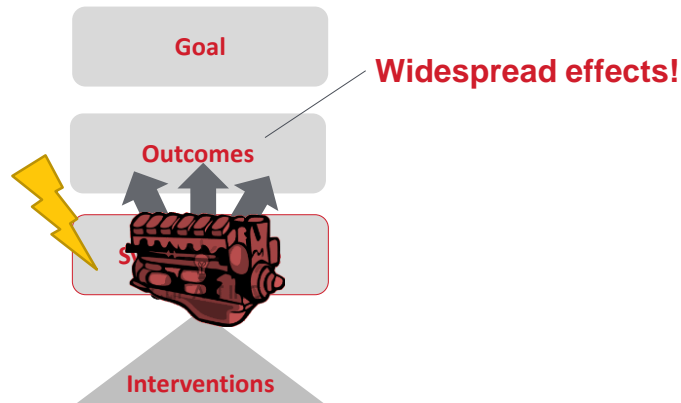 Goal
Widespread effects!
Outcomes
Interventions